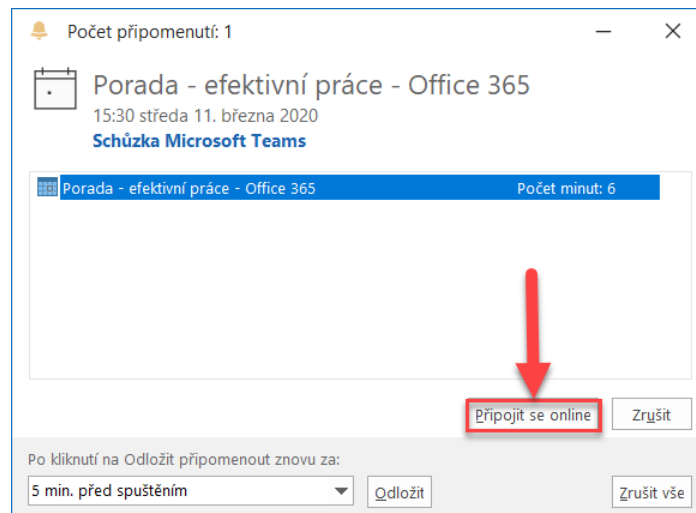 Počet připomenutí: 1
Porada - efektivní práce - Office 365
15:30 středa 11. března 2020
Schůzka Microsoft Teams
Porada - efektivní práce - Office 365 Počet minut: 6
Připojit se online Zrušit
Po kliknutí na Odložit připomenout znovu za:
5 min. před spuštěním Odložit Zrušit vše